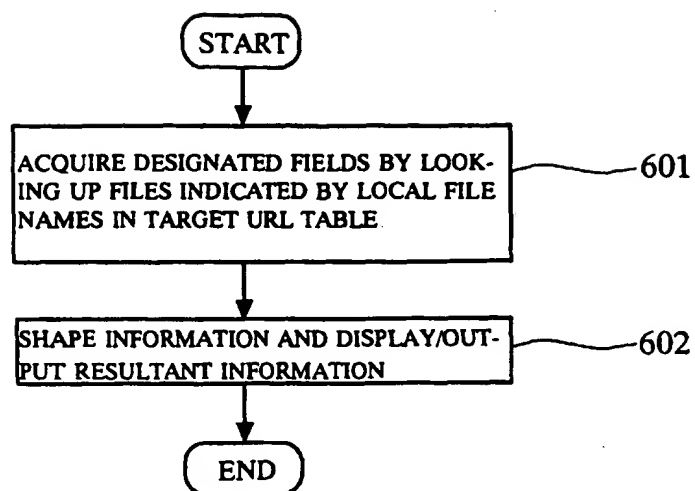 START
ACQUIRE DESIGNATED FIELDS BY LOOK-
ING UP FILES INDICATED BY LOCAL FILE
NAMES IN TARGET URL TABLE
601
SHAPE INFORMATION AND DISPLAY/OUT-
PUT RESULTANT INFORMATION
602
END